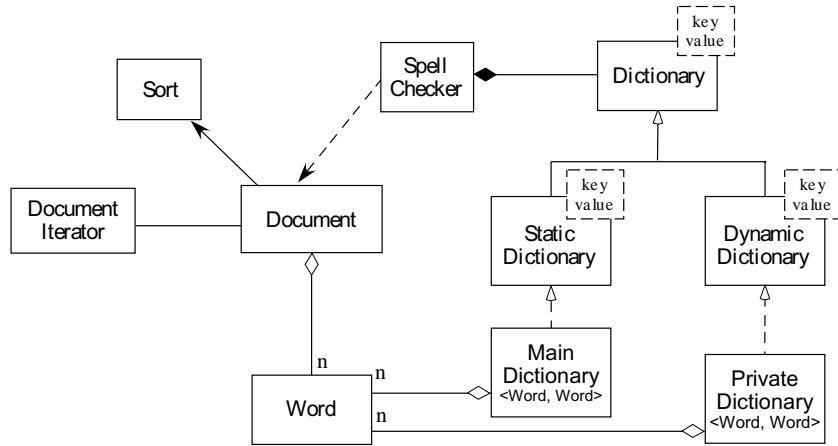 key
value
Spell
Checker
Dictionary
Sort
key
value
key
value
Document
Iterator
Document
Static
Dictionary
Dynamic
Dictionary
n
n
Main
Dictionary
<Word, Word>
Word
n
Private
Dictionary
<Word, Word>